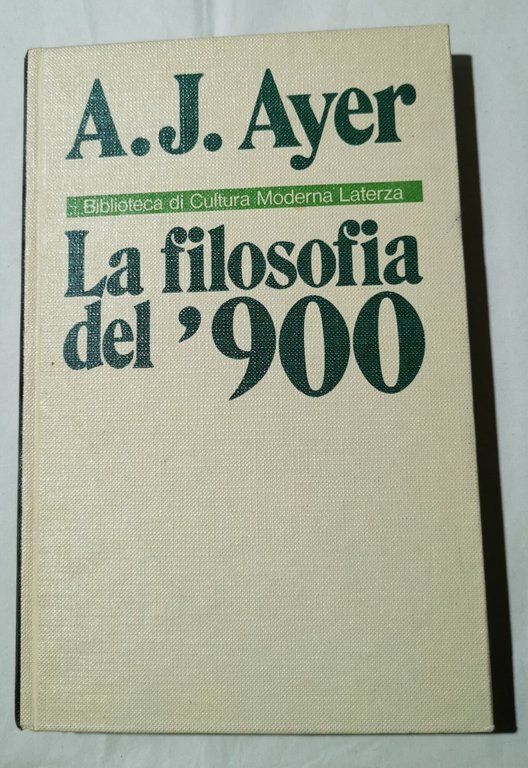 A.J. Ayer
Biblioteca di Cultura Moderna Laterza
La filosofia
del '900